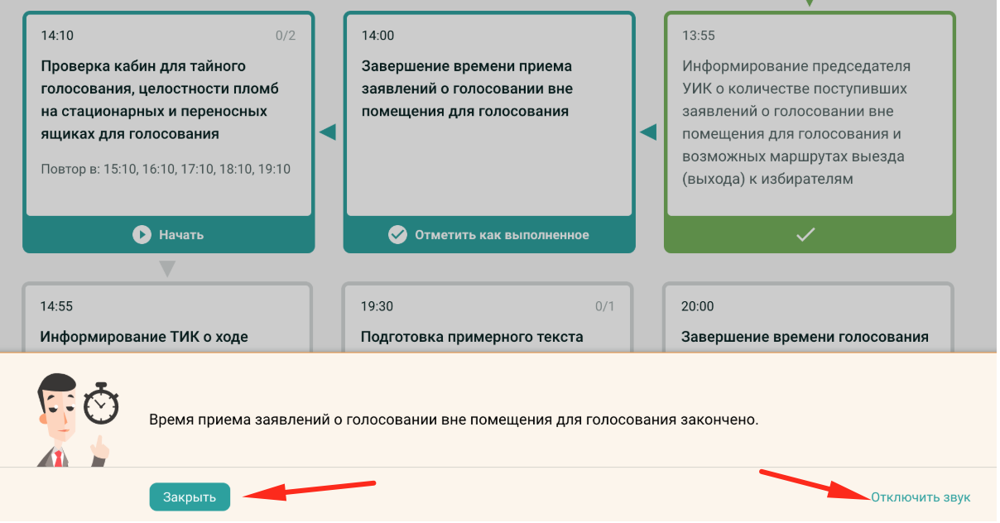 14:10 0/2
Проверка кабин для тайного
голосования, целостности пломб
на стационарных и переносных
ящиках для голосования
Повтор в: 15:10, 16:10, 17:10, 18:10, 19:10
Начать
14:00
Завершение времени приема
заявлений о голосовании вне
помещения для голосования
Отметить как выполненное
13:55
Информирование председателя
УИК о количестве поступивших
заявлений о голосовании вне
помещения для голосования и
возможных маршрутах выезда
(выхода) к избирателям
14:55
Информирование ТИК о ходе
19:30 0/1
Подготовка примерного текста
20:00
Завершение времени голосования
Время приема заявлений о голосовании вне помещения для голосования закончено.
Закрыть
Отключить звук